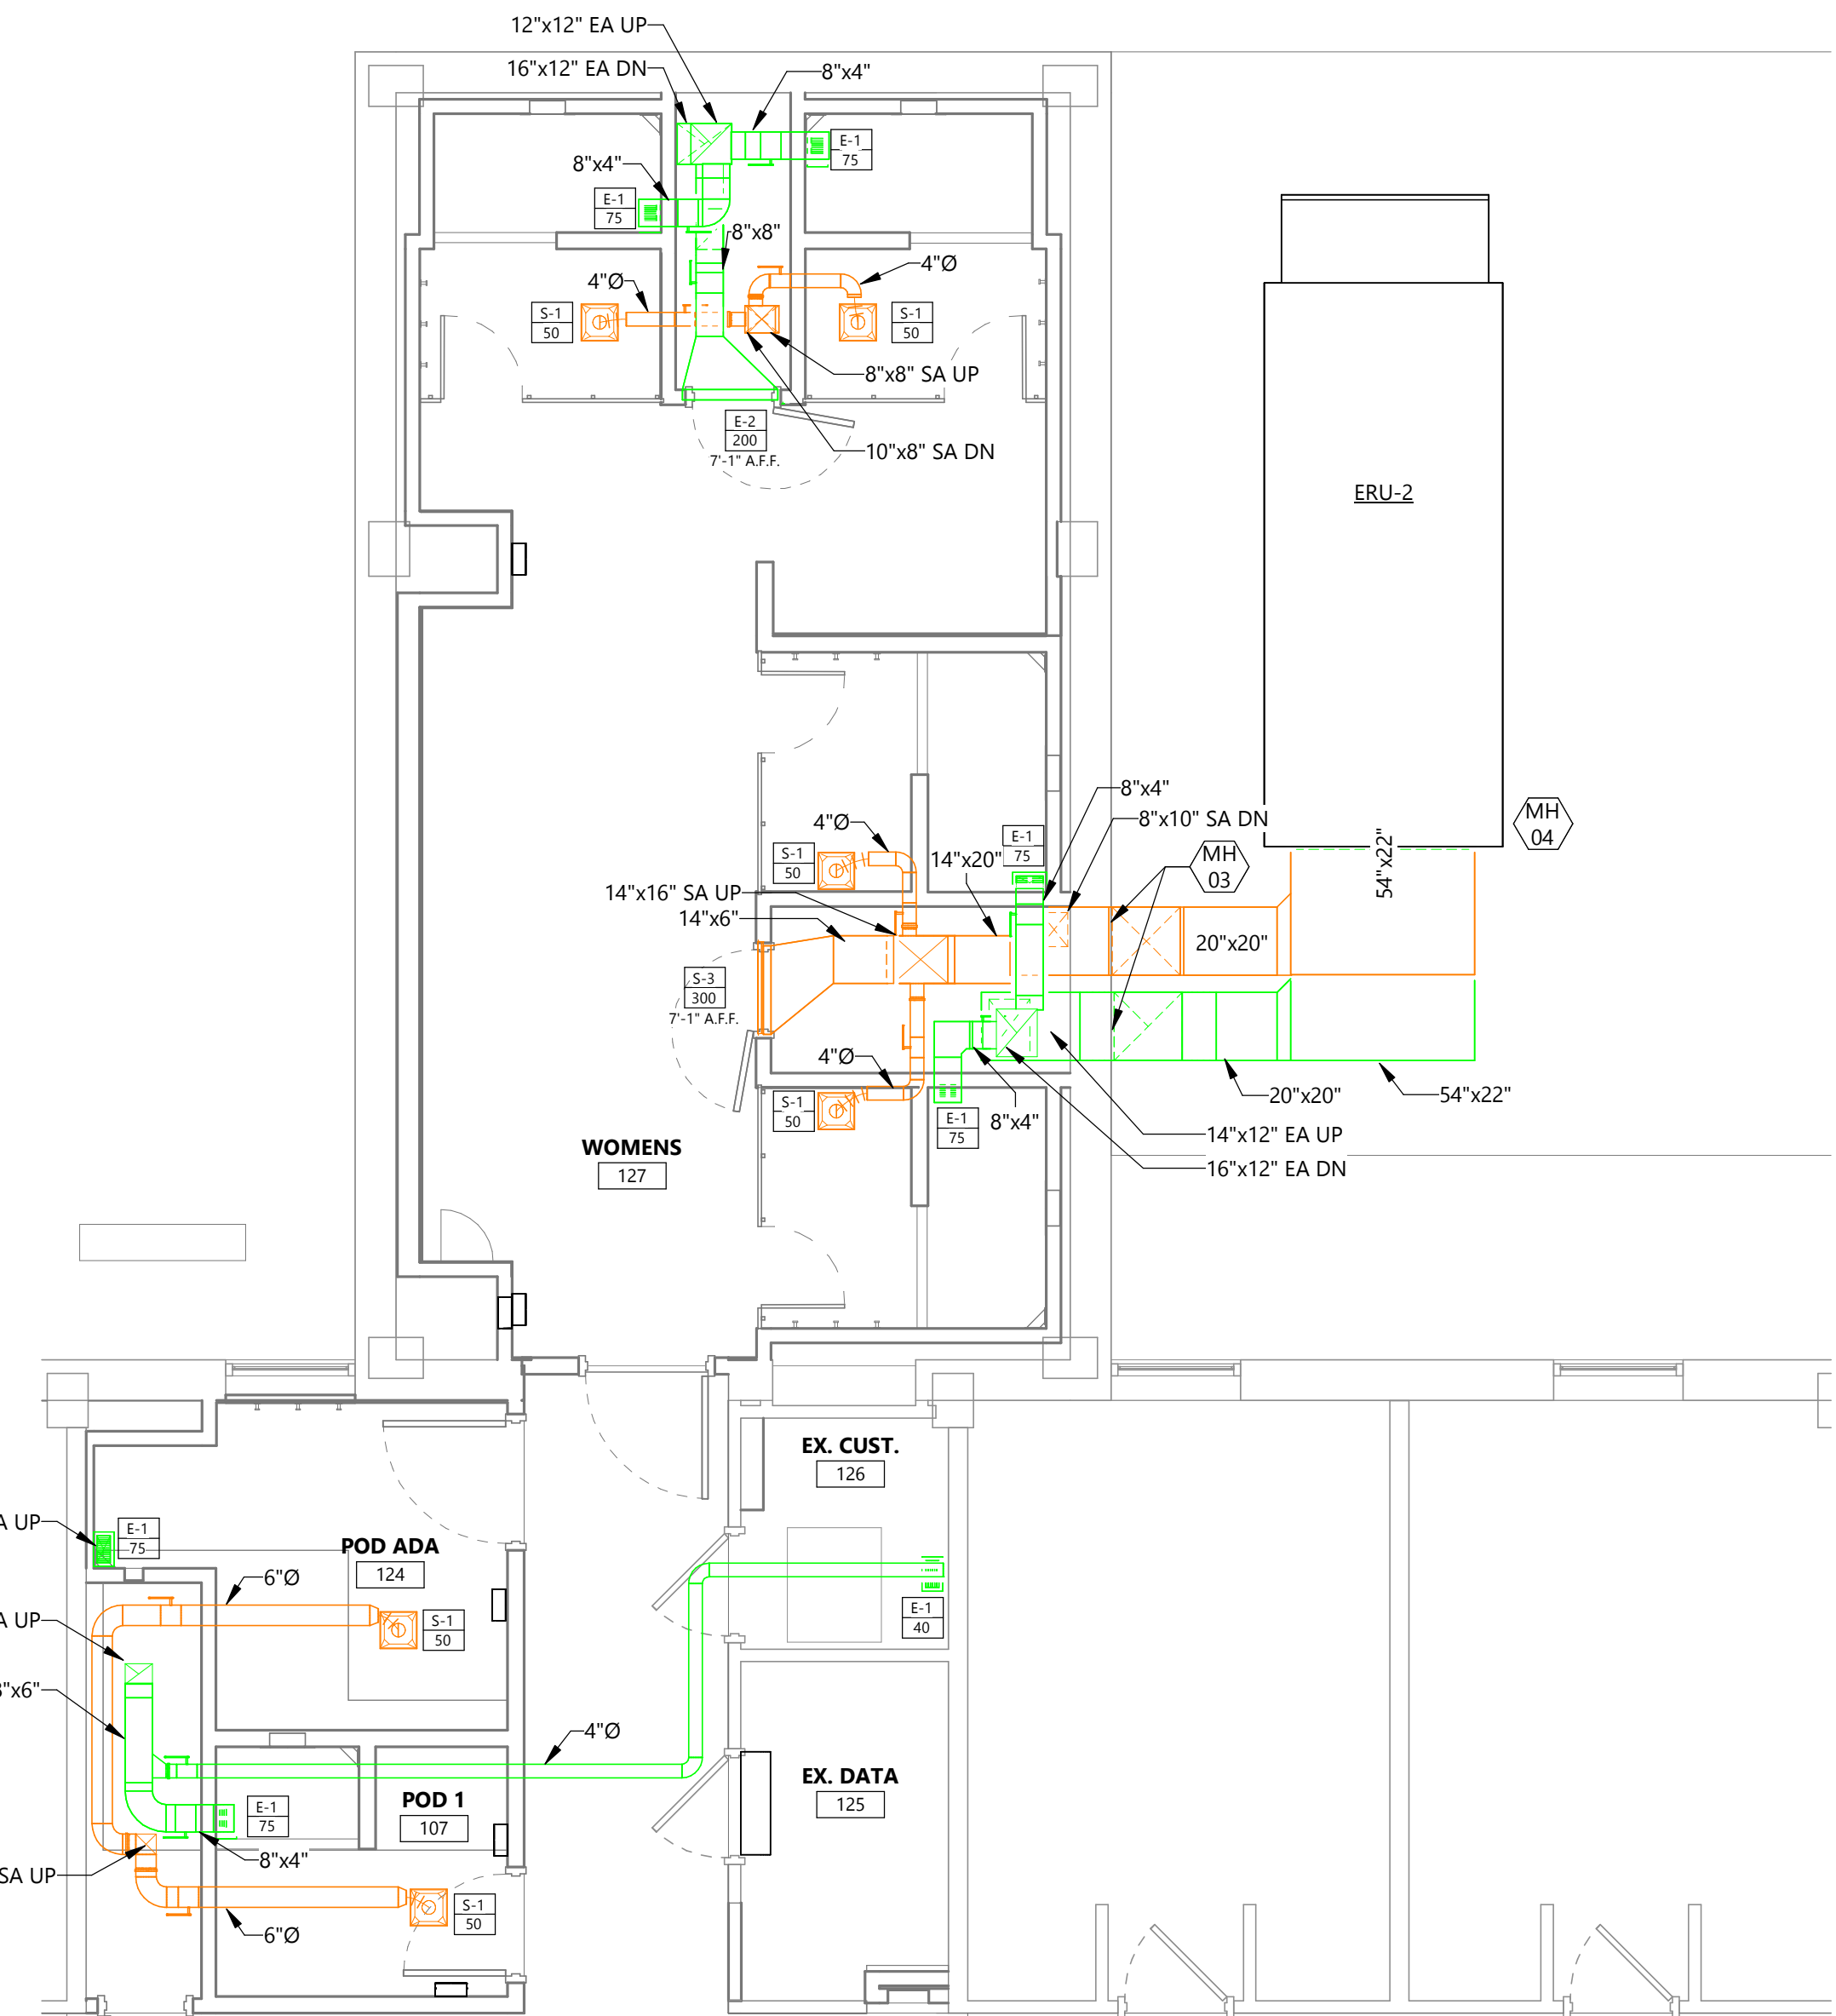 12"x12" EA UP
16"x12" EA DN
8"x4"
E-1
75
8"x4"
E-1
75
8"x8"
4"Ø
4"Ø
S-1
50
S-1
50
8"x8" SA UP
E-2
200
7'-1" A.F.F.
10"x8" SA DN
ERU-2
8"x4"
8"x10" SA DN
MH
04
54"x22"
4"Ø
E-1
75
S-1
50
14"x20"
MH
03
14"x16" SA UP
14"x6"
20"x20"
S-3
300
7'-1" A.F.F.
4"Ø
S-1
50
E-1
75
8"x4"
20"x20"
54"x22"
14"x12" EA UP
16"x12" EA DN
WOMENS
127
EX. CUST.
126
A UP
E-1
75
POD ADA
124
6"Ø
E-1
40
A UP
S-1
50
"x6"
4"Ø
EX. DATA
125
POD 1
107
E-1
75
8"x4"
SA UP
S-1
50
6"Ø